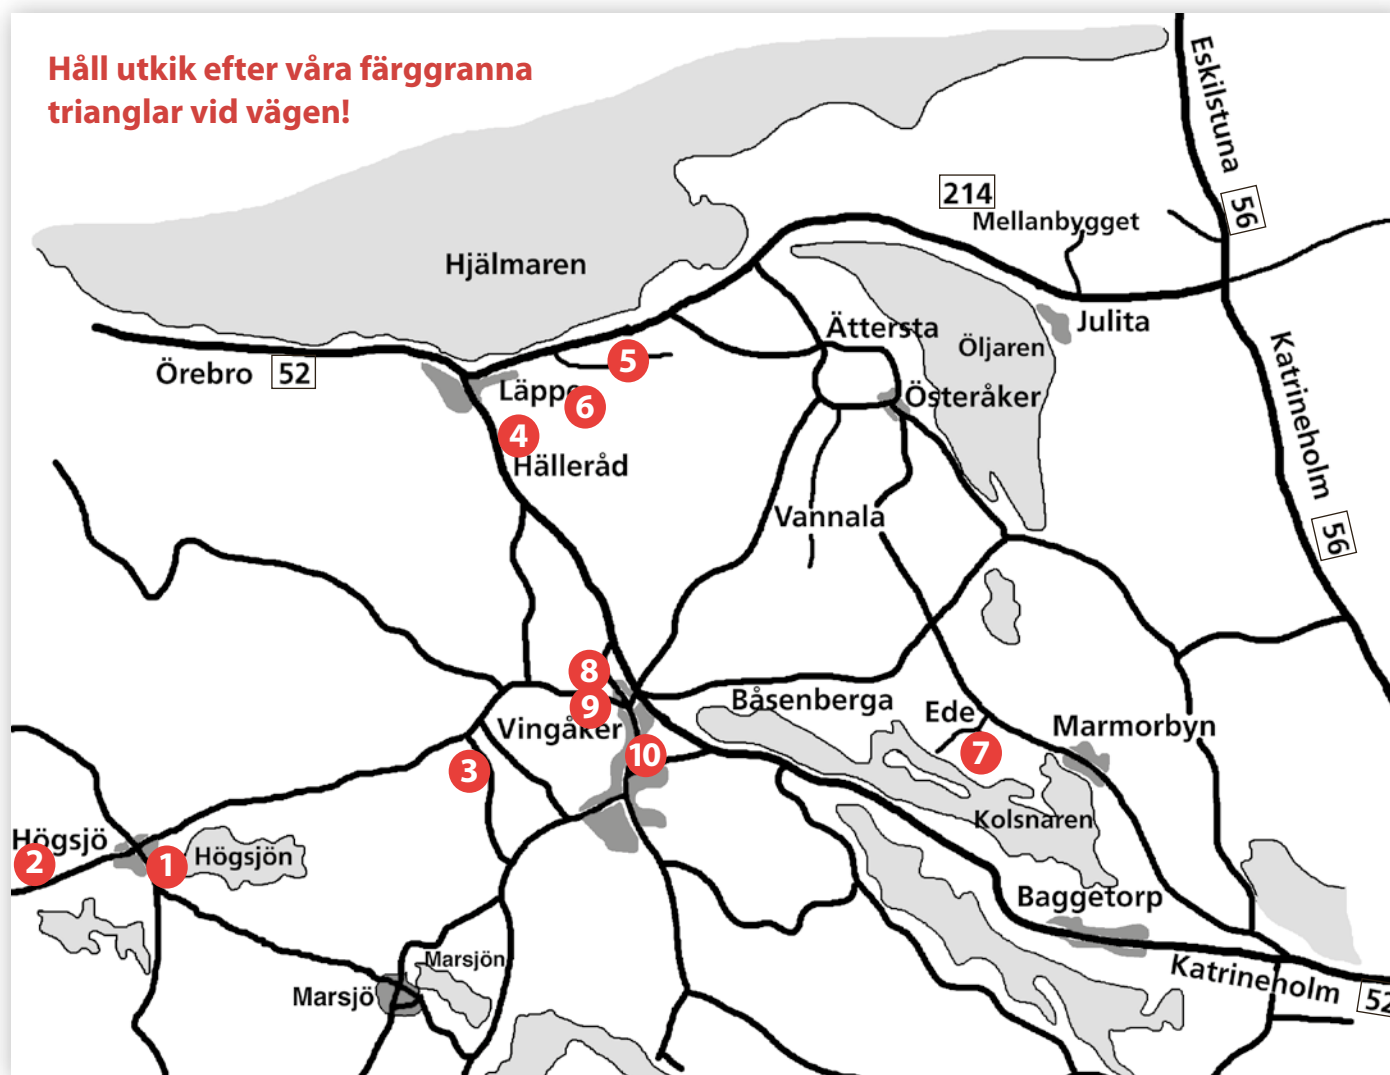 Håll utkik efter våra färggranna
trianglar vid vägen!
Eskilstuna
56
214
Mellanbygget
Hjälmaren
Julita
Ättersta
Öljaren
Örebro 52
5
Läppe
6
Österåker
Katrineholm
56
4
Hälleråd
Vannala
8
9
Båsenberga
Ede
Marmorbyn
Vingåker
10
7
3
Kolsnaren
Högsjö
2
1
Högsjön
Baggetorp
Marsjön
Marsjö
Katrineholm
52